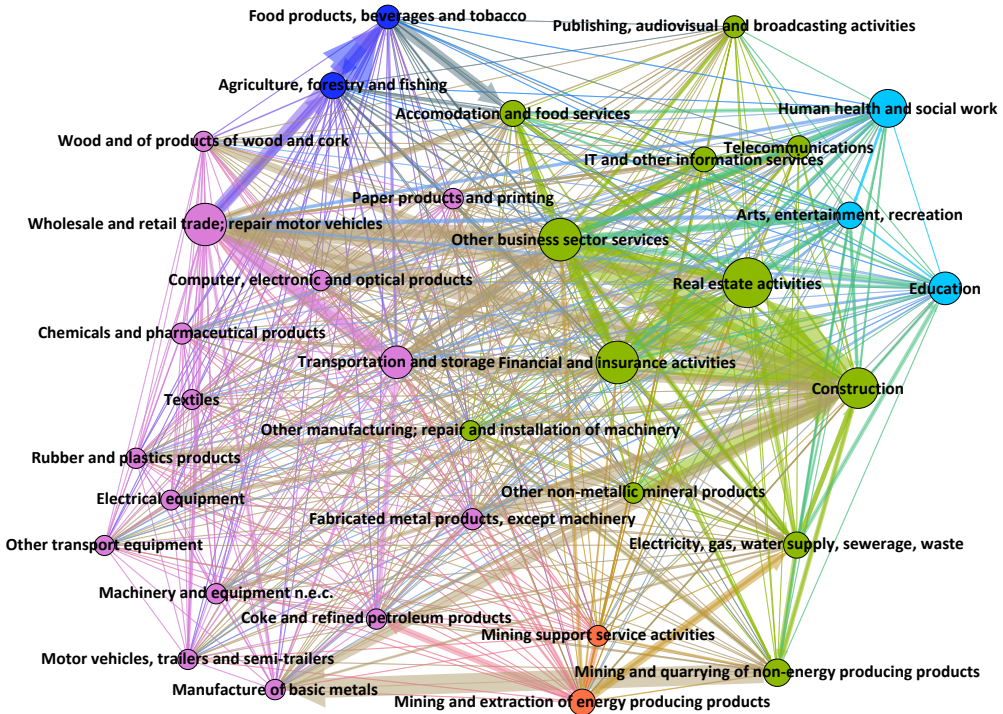 Food products, beverages and tobacco
Publishing, audiovisual and broadcasting activities
Agriculture, forestry and fishing
Accomodation and food services
Human health and social work
Wood and of products of wood and cork
Telecommunications
IT and other information services
Paper products and printing
Wholesale and retail trade; repair motor vehicles
Arts, entertainment, recreation
Other business sector services
Computer, electronic and optical products
Real estate activities
Education
Chemicals and pharmaceutical products
Transportation and storage
Financial and insurance activities
Construction
Textiles
Other manufacturing; repair and installation of machinery
Rubber and plastics products
Electrical equipment
Other non-metallic mineral products
Fabricated metal products, except machinery
Other transport equipment
Electricity, gas, water supply, sewerage, waste
Machinery and equipment n.e.c.
Coke and refined petroleum products
Mining support service activities
Motor vehicles, trailers and semi-trailers
Mining and quarrying of non-energy producing products
Manufacture of basic metals
Mining and extraction of energy producing products